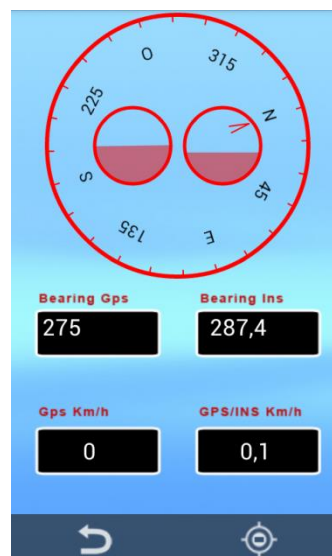 O
315
225
N
S
45
135
E
Bearing Gps
Bearing Ins
275
287,4
Gps Km/h
GPS/INS Km/h
0
0,1